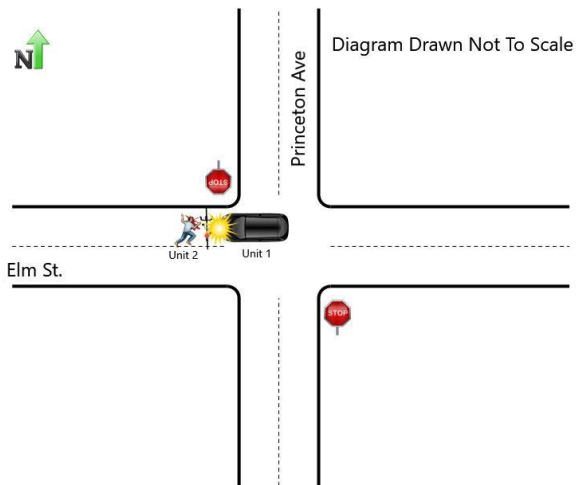 N
Diagram Drawn Not To Scale
Princeton Ave
STOP
Unit 2
Unit 1
Elm St.
STOP